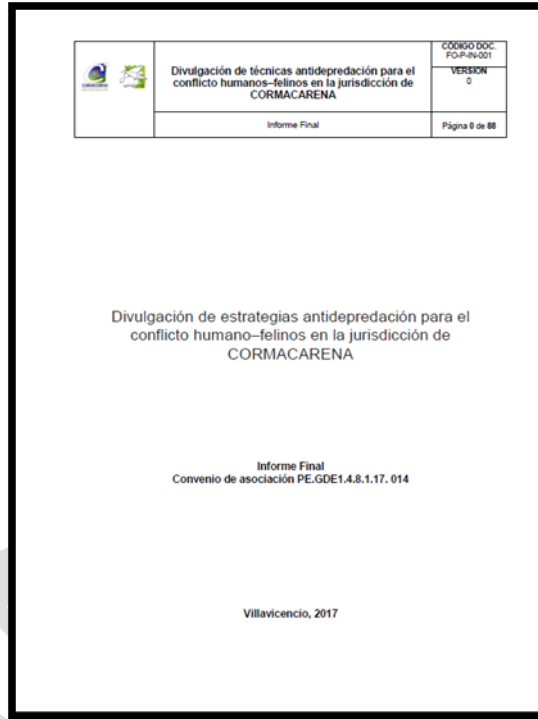 Divulgación de técnicas antidepredación para el
conflicto humanos–felinos en la jurisdicción de
CORMACARENA
Informe Final
CÓDIGO DOC.
FO-P-IN-001
VERSION
0
Página 0 de 88
Divulgación de estrategias antidepredación para el
conflicto humano–felinos en la jurisdicción de
CORMACARENA
Informe Final
Convenio de asociación PE.GDE1.4.8.1.17. 014
Villavicencio, 2017